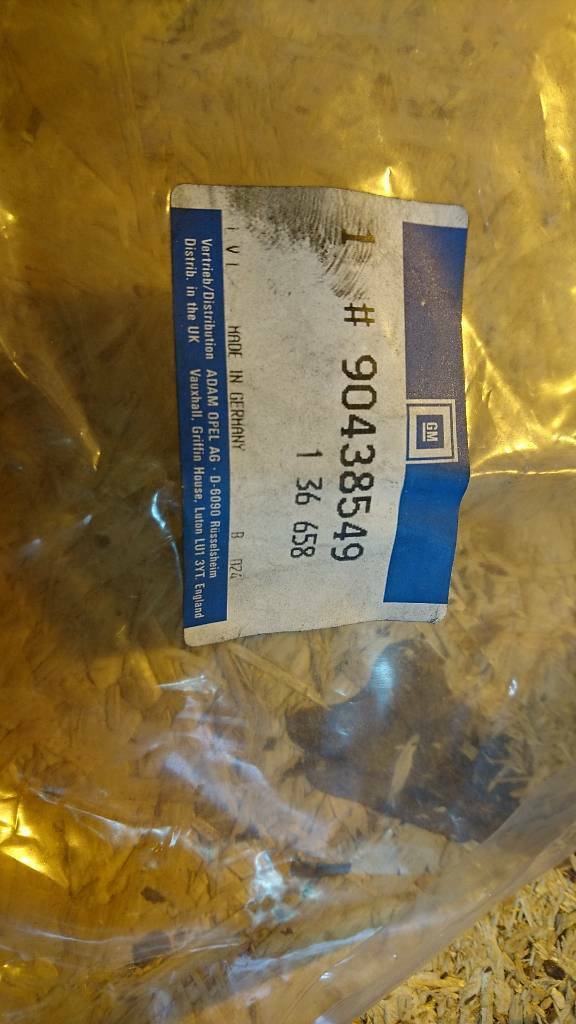 GM
1 # 90438549
1 36 658
MADE IN GERMANY B 024
Vertrieb/Distribution ADAM OPEL AG · D-6090 Rüsselsheim
Distrib. in the UK Vauxhall, Griffin House, Luton LU1 3YT, England